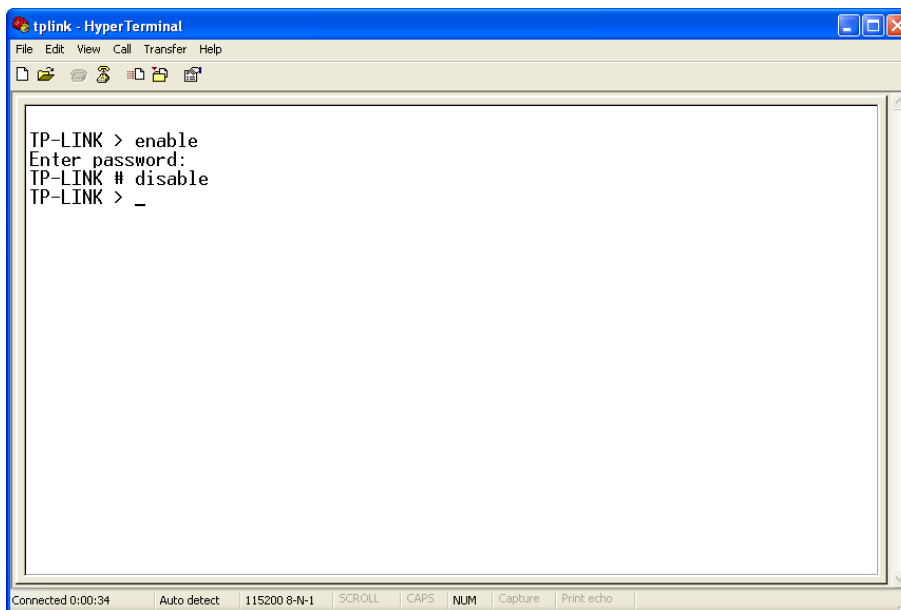 tplink - HyperTerminal
File Edit View Call Transfer Help
TP-LINK > enable
Enter password:
TP-LINK # disable
TP-LINK > _
Connected 0:00:34 Auto detect 115200 8-N-1 SCROLL CAPS NUM Capture Print echo